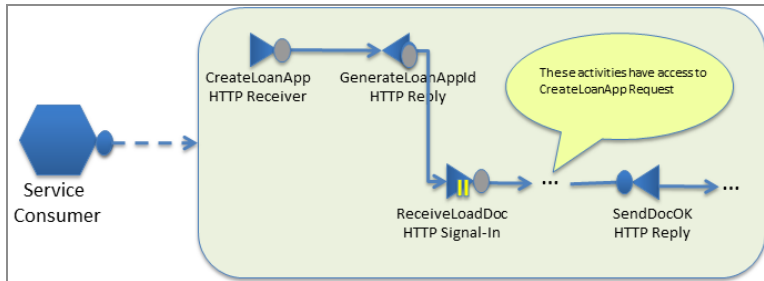 CreateLoanApp
HTTP Receiver
GenerateLoanAppId
HTTP Reply
These activities have access to
CreateLoanApp Request
Service
Consumer
ReceiveLoadDoc
HTTP Signal-In
...
SendDocOK
HTTP Reply
...